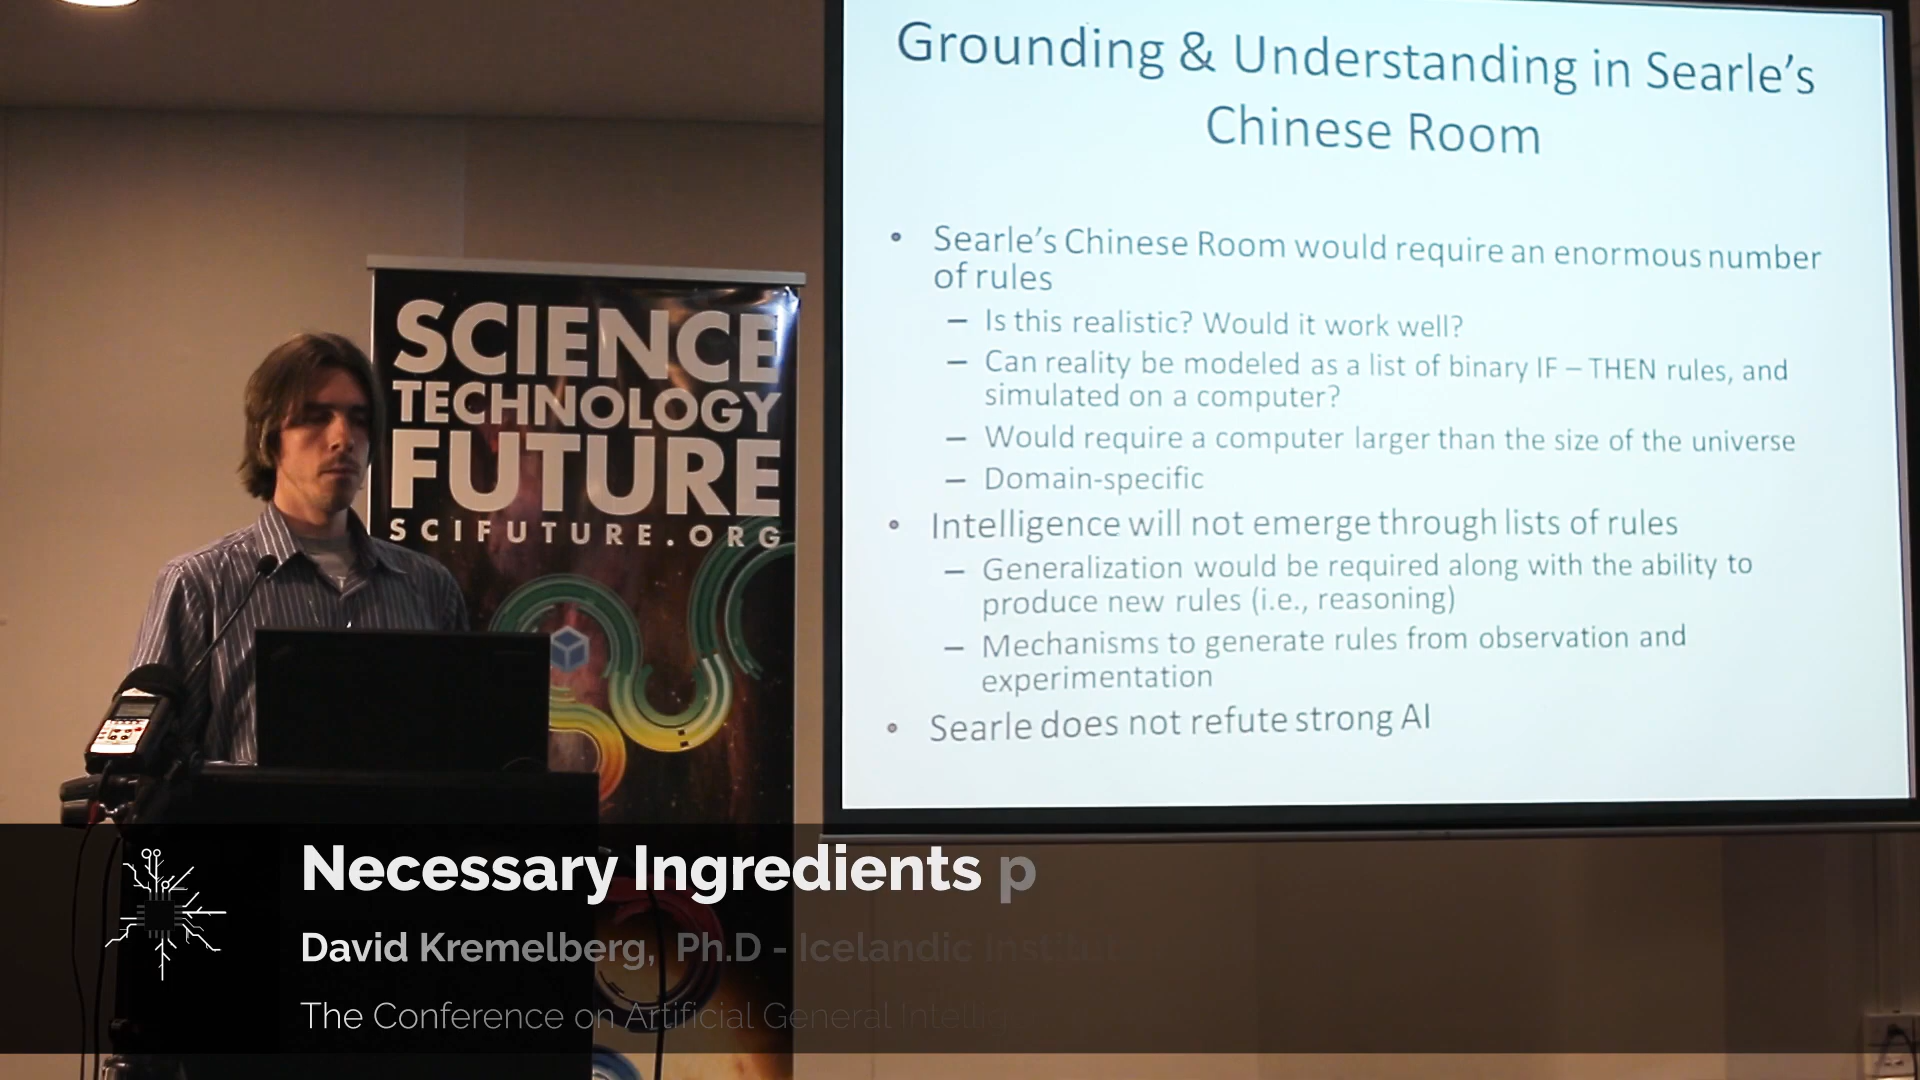 Grounding & Understanding in Searle's
Chinese Room
• Searle's Chinese Room would require an enormous number
of rules
– Is this realistic? Would it work well?
– Can reality be modeled as a list of binary IF – THEN rules, and
simulated on a computer?
– Would require a computer larger than the size of the universe
– Domain-specific
• Intelligence will not emerge through lists of rules
– Generalization would be required along with the ability to
produce new rules (i.e., reasoning)
– Mechanisms to generate rules from observation and
experimentation
• Searle does not refute strong AI
SCIENCE
TECHNOLOGY
FUTURE
SCIFUTURE.ORG
Necessary Ingredients p
David Kremelberg, Ph.D - Icelandic Institut
The Conference on Artificial General Intellig